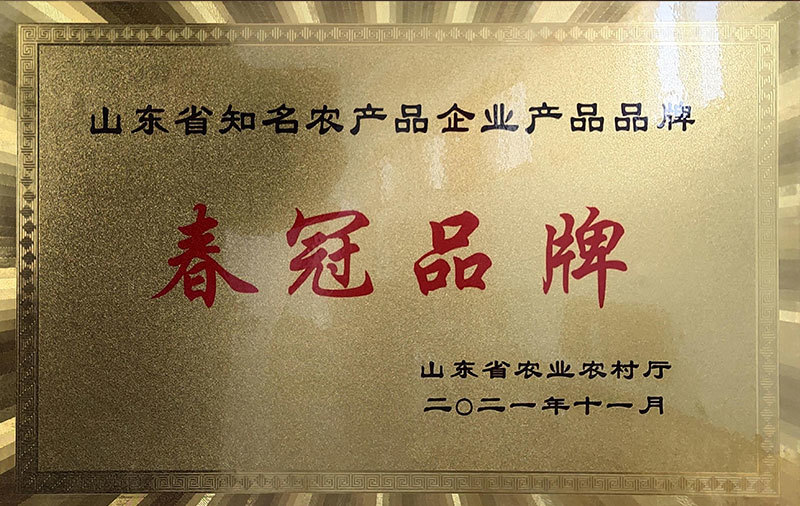 山东省知名农产品企业产品品牌
春冠品牌
山东省农业农村厅
二〇二一年十一月